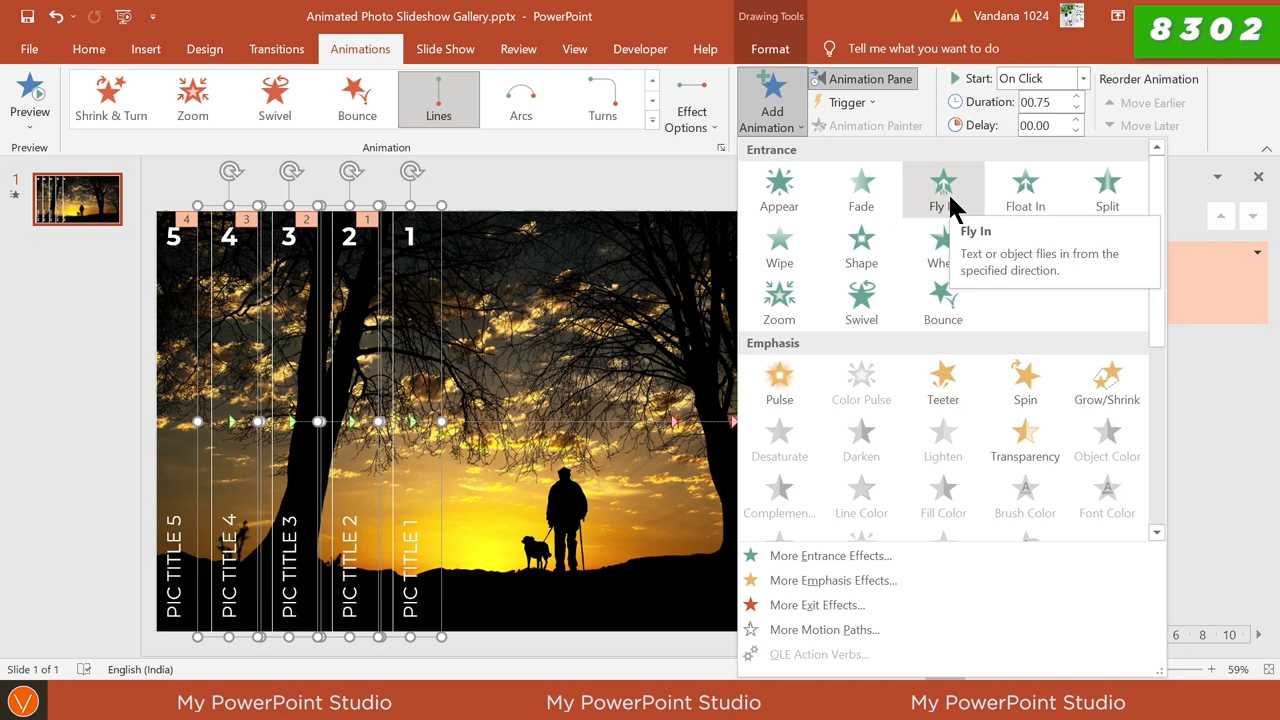 Animated Photo Slideshow Gallery.pptx - PowerPoint
Drawing Tools
Vandana 1024
8302
File Home Insert Design Transitions Animations Slide Show Review View Developer Help Format Tell me what you want to do
Preview
Shrink & Turn Zoom Swivel Bounce Lines Arcs Turns
Effect
Options
Add
Animation
Animation Pane
Trigger
Animation Painter
Start: On Click
Duration: 00.75
Delay: 00.00
Reorder Animation
Move Earlier
Move Later
Preview
Animation
1
4 3 2 1
5 4 3 2 1
PIC TITLE 5
PIC TITLE 4
PIC TITLE 3
PIC TITLE 2
PIC TITLE 1
Entrance
Appear Fade Fly Float In Split
Fly In
Text or object flies in from the
specified direction.
Wipe Shape Whe
Zoom Swivel Bounce
Emphasis
Pulse Color Pulse Teeter Spin Grow/Shrink
Desaturate Darken Lighten Transparency Object Color
Complemen... Line Color Fill Color Brush Color Font Color
More Entrance Effects...
More Emphasis Effects...
More Exit Effects...
More Motion Paths...
OLE Action Verbs...
6 8 10
Slide 1 of 1
English (India)
59%
V
My PowerPoint Studio My PowerPoint Studio My PowerPoint Studio